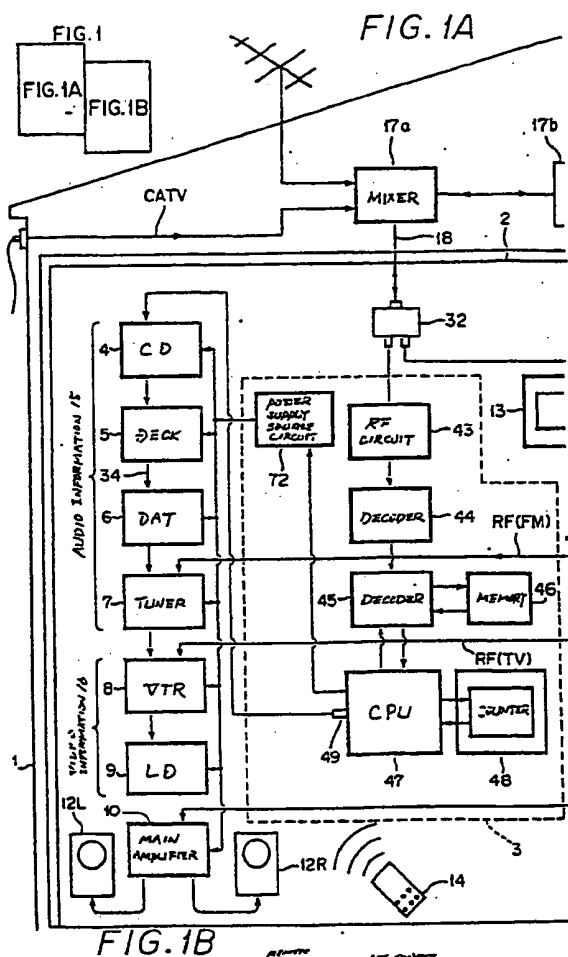 FIG.1
FIG.1A
FIG.1A
FIG.1B
17a
17b
MIXER
CATV
18
2
32
4
CD
POWER
SUPPLY
SOURCE
CIRCUIT
72
RF
CIRCUIT
43
13
5
DECK
34
AUDIO INFORMATION 15
6
DAT
DECODER
44
RF(FM)
7
TUNER
45
DECODER
MEMORY
46
RF(TV)
8
VTR
VIDEO
INFORMATION 16
CPU
COUNTER
49
47
48
1
9
LD
12L
10
MAIN
AMPLIFIER
12R
3
14
FIG.1B